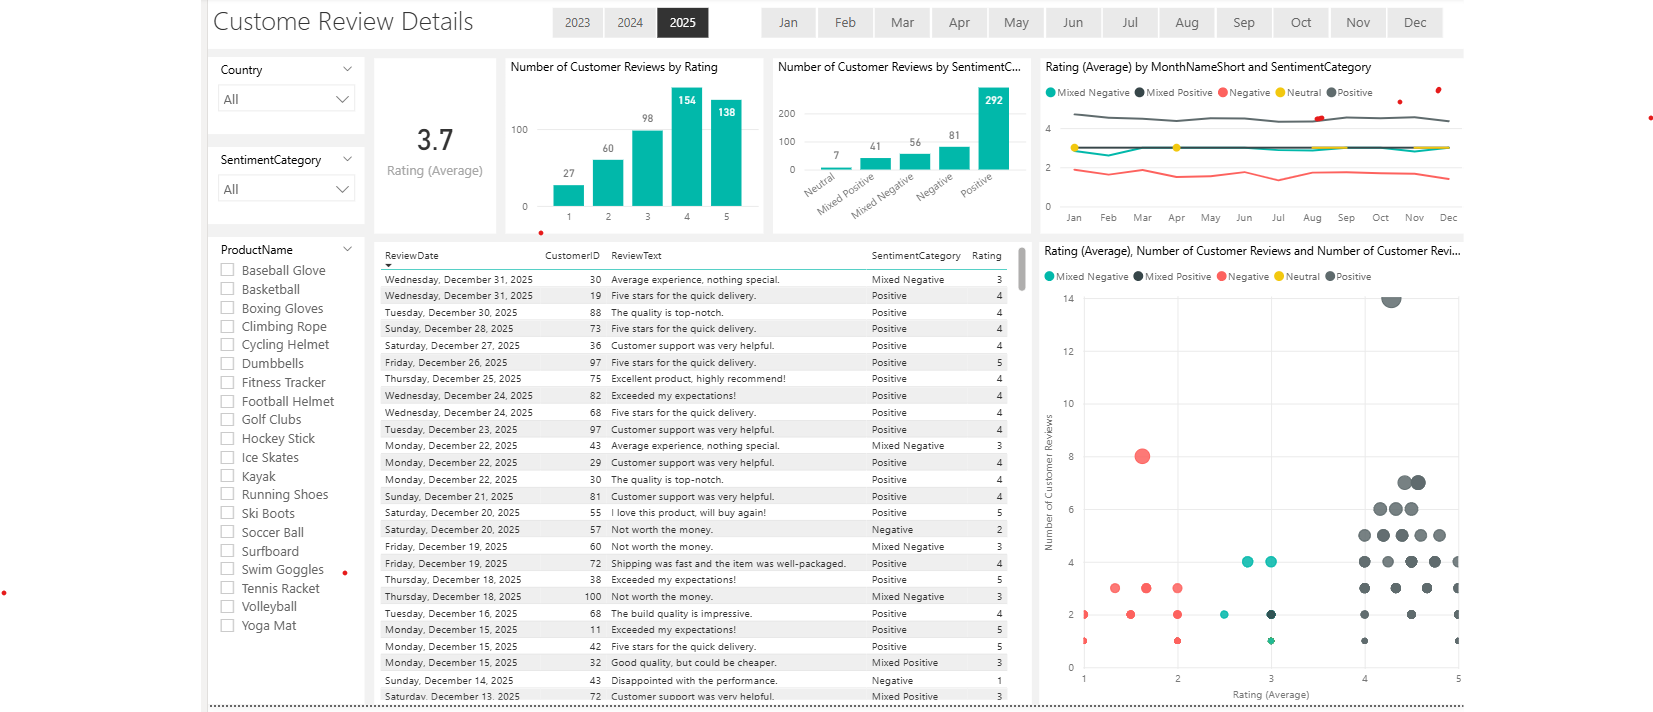 Custome Review Details
2023 2024 2025
Jan Feb Mar Apr May Jun Jul Aug Sep Oct Nov Dec
Country
All
SentimentCategory
All
ProductName
Baseball Glove
Basketball
Boxing Gloves
Climbing Rope
Cycling Helmet
Dumbbells
Fitness Tracker
Football Helmet
Golf Clubs
Hockey Stick
Ice Skates
Kayak
Running Shoes
Ski Boots
Soccer Ball
Surfboard
Swim Goggles
Tennis Racket
Volleyball
Yoga Mat
3.7
Rating (Average)
Number of Customer Reviews by Rating
100
0
27 60 98 154 138
1 2 3 4 5
Number of Customer Reviews by SentimentC...
200
100
0
7 41 56 81 292
Neutral
Mixed Positive
Mixed Negative
Negative
Positive
Rating (Average) by MonthNameShort and SentimentCategory
Mixed Negative Mixed Positive Negative Neutral Positive
4
2
0
Jan Feb Mar Apr May Jun Jul Aug Sep Oct Nov Dec
ReviewDate CustomerID ReviewText SentimentCategory Rating
Wednesday, December 31, 2025 30 Average experience, nothing special. Mixed Negative 3
Wednesday, December 31, 2025 19 Five stars for the quick delivery. Positive 4
Tuesday, December 30, 2025 88 The quality is top-notch. Positive 4
Sunday, December 28, 2025 73 Five stars for the quick delivery. Positive 4
Saturday, December 27, 2025 36 Customer support was very helpful. Positive 4
Friday, December 26, 2025 97 Five stars for the quick delivery. Positive 5
Thursday, December 25, 2025 75 Excellent product, highly recommend! Positive 4
Wednesday, December 24, 2025 82 Exceeded my expectations! Positive 4
Wednesday, December 24, 2025 68 Five stars for the quick delivery. Positive 4
Tuesday, December 23, 2025 97 Customer support was very helpful. Positive 4
Monday, December 22, 2025 43 Average experience, nothing special. Mixed Negative 3
Monday, December 22, 2025 29 Customer support was very helpful. Positive 4
Monday, December 22, 2025 30 The quality is top-notch. Positive 4
Sunday, December 21, 2025 81 Customer support was very helpful. Positive 4
Saturday, December 20, 2025 55 I love this product, will buy again! Positive 5
Saturday, December 20, 2025 57 Not worth the money. Negative 2
Friday, December 19, 2025 60 Not worth the money. Mixed Negative 3
Friday, December 19, 2025 72 Shipping was fast and the item was well-packaged. Positive 4
Thursday, December 18, 2025 38 Exceeded my expectations! Positive 5
Thursday, December 18, 2025 100 Not worth the money. Mixed Negative 3
Tuesday, December 16, 2025 68 The build quality is impressive. Positive 4
Monday, December 15, 2025 11 Exceeded my expectations! Positive 5
Monday, December 15, 2025 42 Five stars for the quick delivery. Positive 5
Monday, December 15, 2025 32 Good quality, but could be cheaper. Mixed Positive 3
Sunday, December 14, 2025 43 Disappointed with the performance. Negative 1
Saturday, December 13, 2025 72 Customer support was very helpful. Mixed Positive 3
Rating (Average), Number of Customer Reviews and Number of Customer Revi...
Mixed Negative Mixed Positive Negative Neutral Positive
Number of Customer Reviews
14
12
10
8
6
4
2
0
1 2 3 4 5
Rating (Average)